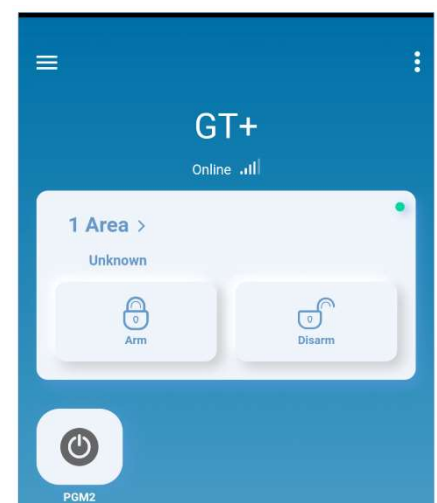 GT+
Online
1 Area >
Unknown
Arm
Disarm
PGM2